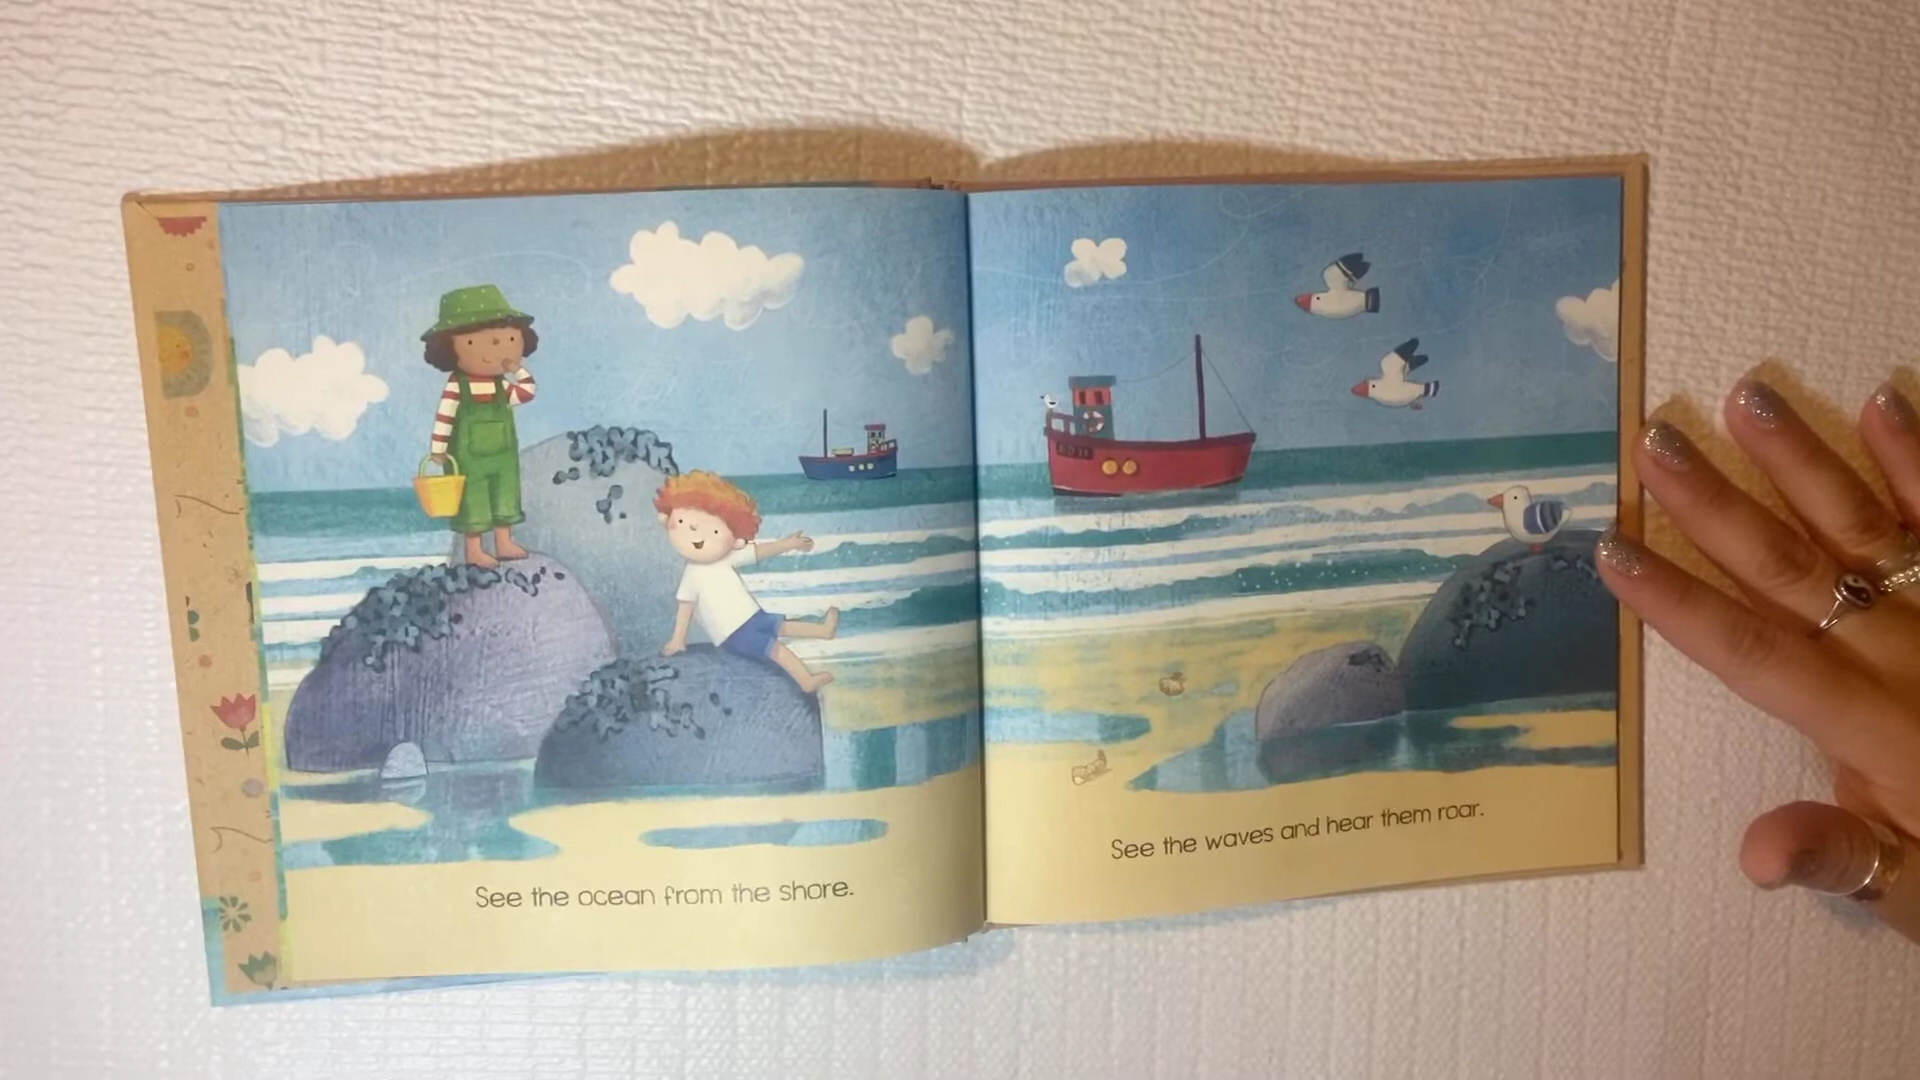 See the ocean from the shore.
See the waves and hear them roar.